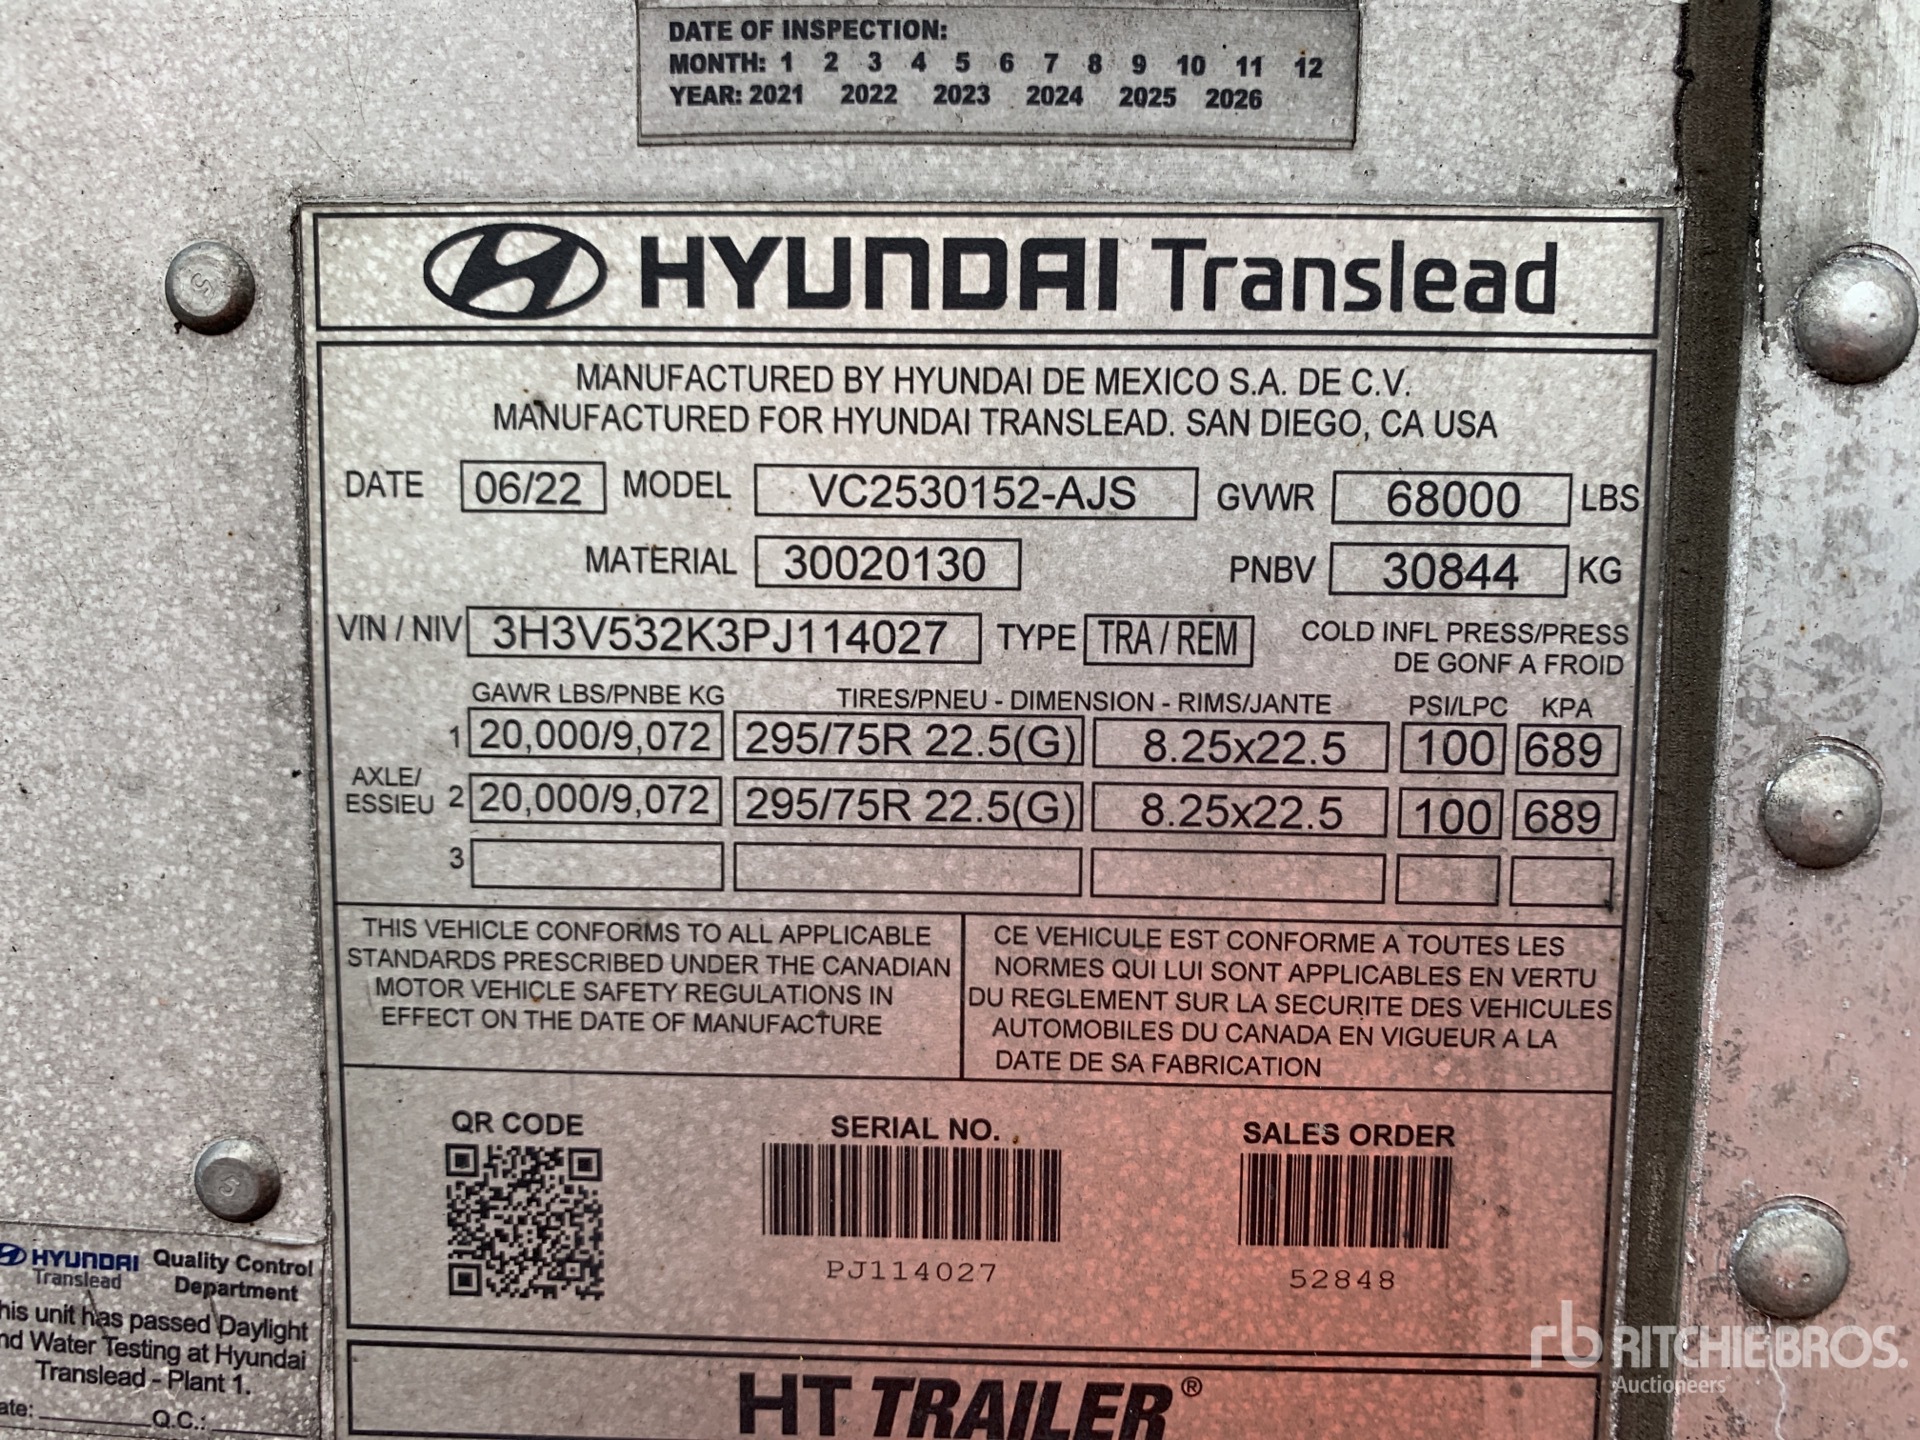 DATE OF INSPECTION:
MONTH: 1 2 3 4 5 6 7 8 9 10 11 12
YEAR: 2021 2022 2023 2024 2025 2026
HYUNDAI Translead
MANUFACTURED BY HYUNDAI DE MEXICO S.A. DE C.V.
MANUFACTURED FOR HYUNDAI TRANSLEAD. SAN DIEGO, CA USA
DATE 06/22 MODEL VC2530152-AJS GVWR 68000 LBS
MATERIAL 30020130 PNBV 30844 KG
VIN / NIV 3H3V532K3PJ114027 TYPE TRA / REM COLD INFL PRESS/PRESS
DE GONF A FROID
GAWR LBS/PNBE KG TIRES/PNEU - DIMENSION - RIMS/JANTE PSI/LPC KPA
1 20,000/9,072 295/75R 22.5(G) 8.25x22.5 100 689
AXLE/
ESSIEU 2 20,000/9,072 295/75R 22.5(G) 8.25x22.5 100 689
3
THIS VEHICLE CONFORMS TO ALL APPLICABLE
STANDARDS PRESCRIBED UNDER THE CANADIAN
MOTOR VEHICLE SAFETY REGULATIONS IN
EFFECT ON THE DATE OF MANUFACTURE
CE VEHICULE EST CONFORME A TOUTES LES
NORMES QUI LUI SONT APPLICABLES EN VERTU
DU REGLEMENT SUR LA SECURITE DES VEHICULES
AUTOMOBILES DU CANADA EN VIGUEUR A LA
DATE DE SA FABRICATION
QR CODE
SERIAL NO.
PJ114027
SALES ORDER
52848
HT TRAILER®
HYUNDAI Translead
Quality Control
Department
his unit has passed Daylight
nd Water Testing at Hyundai
Translead - Plant 1.
ate: Q.C.:
S
S
rb RITCHIE BROS.
Auctioneers